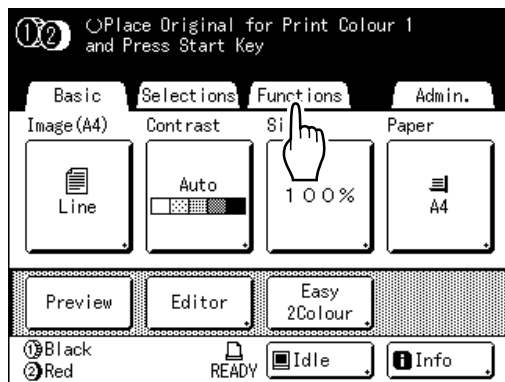 ①② ○Place Original for Print Colour 1
and Press Start Key
Basic Selections Functions Admin.
Image(A4) Contrast Paper
Line Auto 100% A4
Preview Editor Easy
2Colour
①Black
②Red READY Idle Info